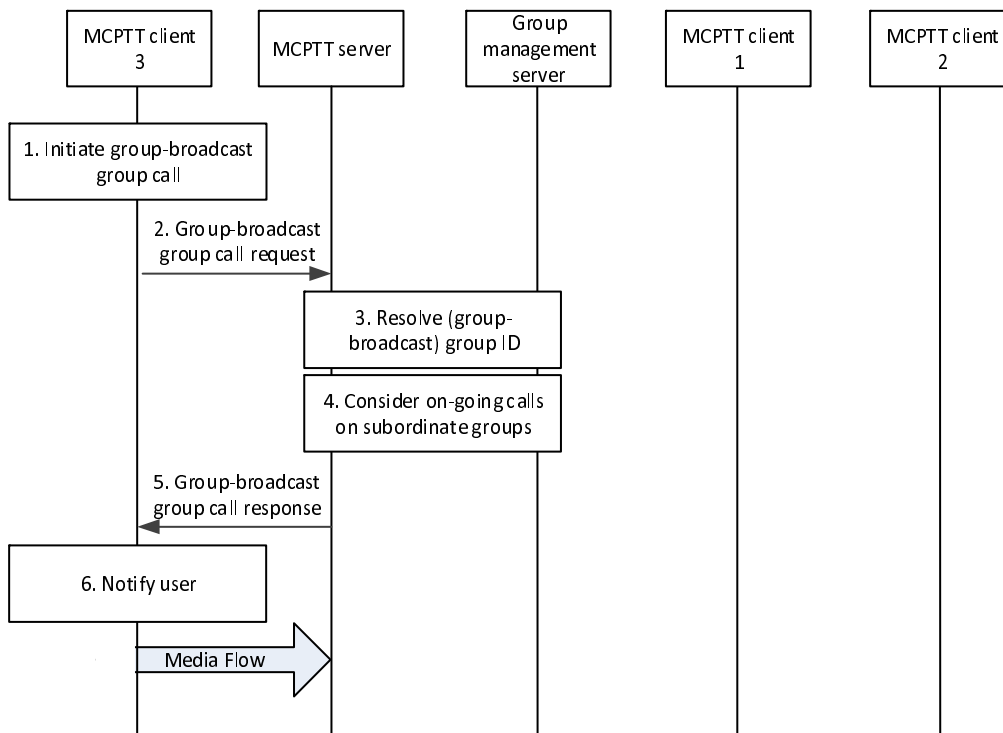 MCPTT client
3
MCPTT server
Group
management
server
MCPTT client
1
MCPTT client
2
1. Initiate group-broadcast
group call
2. Group-broadcast
group call request
3. Resolve (group-
broadcast) group ID
4. Consider on-going calls
on subordinate groups
5. Group-broadcast
group call response
6. Notify user
Media Flow